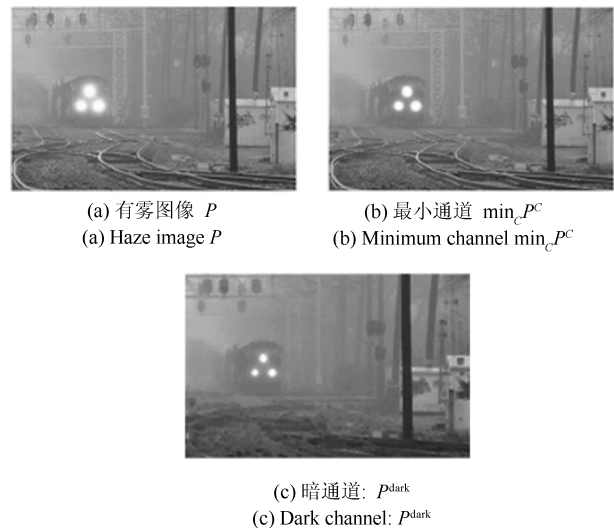 (a) 有雾图像 P
(a) Haze image P
(b) 最小通道 min_C P^C
(b) Minimum channel min_C P^C
(c) 暗通道: P^dark
(c) Dark channel: P^dark